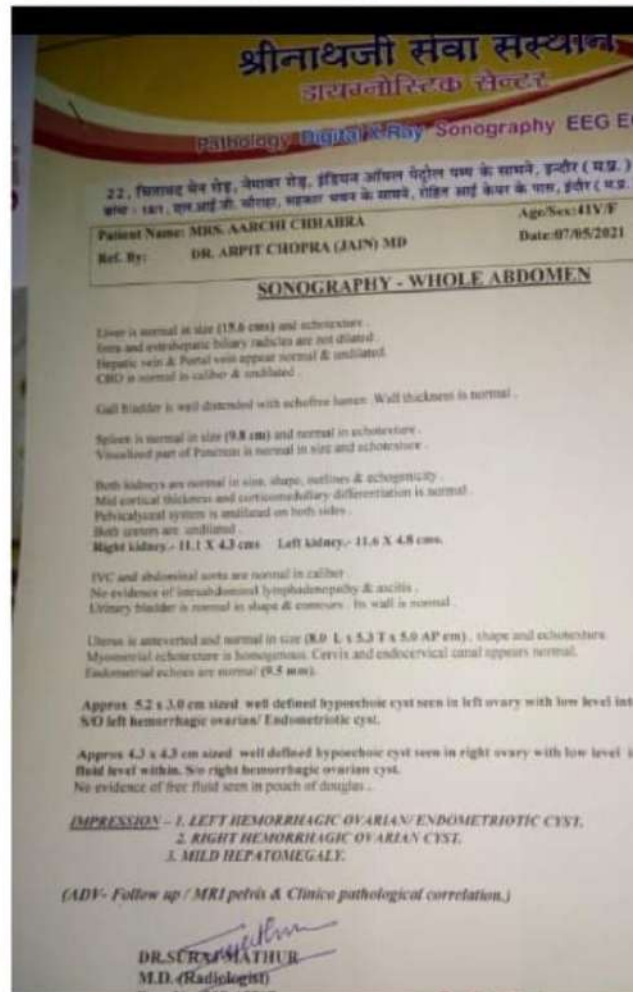 श्रीनाथजी सेवा संस्थान
डायग्नोस्टिक सेन्टर
Pathology Digital X-Ray Sonography EEG
22, मेन रोड, नेमावर रोड, इंडियन ऑयल पेट्रोल पम्प के सामने, इन्दौर ( म.प्र. )
के सामने, रोहित आई केयर के पास, इंदौर ( म.प्र.
Patient Name: MRS. AARCHI CHHABRA
Age/Sex:41Y/F
Ref. By: DR. ARPIT CHOPRA (JAIN) MD
Date:07/05/2021
SONOGRAPHY - WHOLE ABDOMEN
Liver is normal in size (15.6 cms) and echotexture .
Intra and extrahepatic biliary radicles are not dilated .
Hepatic vein & Portal vein appear normal & undilated.
CBD is normal in caliber & undilated .
Gall bladder is well distended with echofree lumen. Wall thickness is normal .
Spleen is normal in size (9.8 cm) and normal in echotexture .
Visualized part of Pancreas is normal in size and echotexture .
Both kidneys are normal in size, shape, outlines & echogenicity .
Mid cortical thickness and corticomedullary differentiation is normal .
Pelvicalyceal system is undilated on both sides .
Both ureters are undilated .
Right kidney.- 11.1 X 4.3 cms Left kidney.- 11.6 X 4.8 cms.
IVC and abdominal aorta are normal in caliber .
No evidence of intraabdominal lymphadenopathy & ascitis .
Urinary bladder is normal in shape & contours . Its wall is normal .
Uterus is anteverted and normal in size (8.0 L x 5.3 T x 5.0 AP cm) , shape and echotexture
Myometrial echotexture is homogenous. Cervix and endocervical canal appears normal.
Endometrial echoes are normal (9.5 mm).
Approx 5.2 x 3.0 cm sized well defined hypoechoic cyst seen in left ovary with low level
S/O left hemorrhagic ovarian/ Endometriotic cyst.
Approx 4.3 x 4.3 cm sized well defined hypoechoic cyst seen in right ovary with low level
fluid level within. S/o right hemorrhagic ovarian cyst.
No evidence of free fluid seen in pouch of douglas .
IMPRESSION – 1. LEFT HEMORRHAGIC OVARIAN/ ENDOMETRIOTIC CYST.
2. RIGHT HEMORRHAGIC OVARIAN CYST.
3. MILD HEPATOMEGALY.
(ADV- Follow up / MRI pelvis & Clinico pathological correlation.)
DR.SURAJ MATHUR
M.D. (Radiologist)